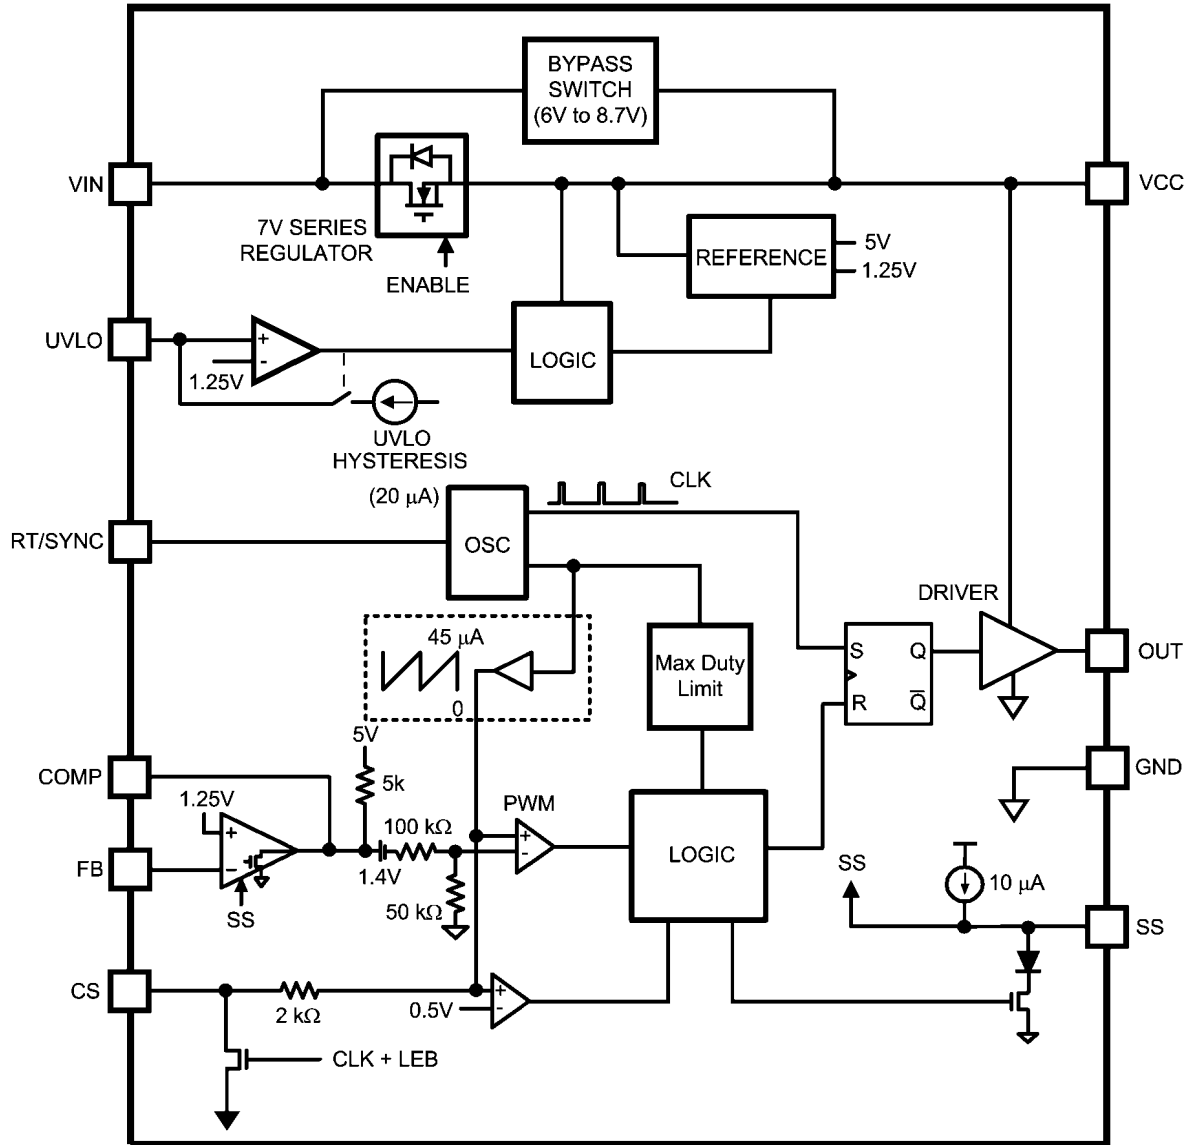 BYPASS
SWITCH
(6V to 8.7V)
VIN
VCC
7V SERIES
REGULATOR
ENABLE
REFERENCE
5V
1.25V
UVLO
+
-
1.25V
LOGIC
UVLO
HYSTERESIS
(20 μA)
CLK
RT/SYNC
OSC
DRIVER
45 μA
0
Max Duty
Limit
S
Q
R
Q̅
OUT
5V
5k
COMP
GND
1.25V
PWM
+
-
100 kΩ
+
-
LOGIC
FB
1.4V
50 kΩ
SS
SS
10 μA
SS
CS
2 kΩ
0.5V
+
-
CLK + LEB